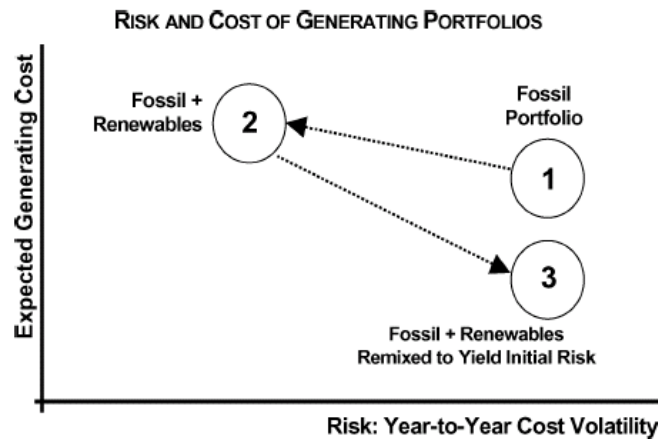 RISK AND COST OF GENERATING PORTFOLIOS
Expected Generating Cost
Fossil +
Renewables
2
Fossil
Portfolio
1
3
Fossil + Renewables
Remixed to Yield Initial Risk
Risk: Year-to-Year Cost Volatility